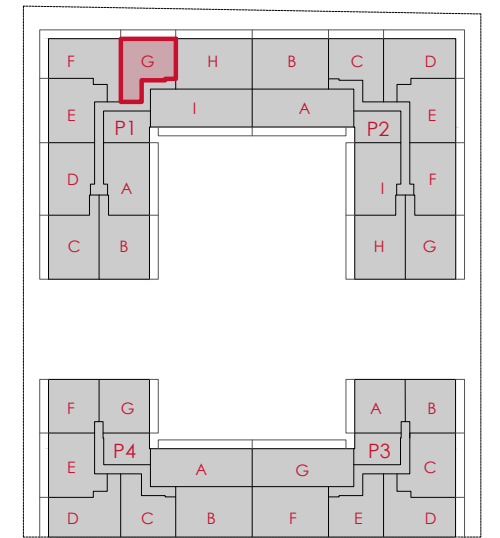 F G H B C D
E P1 I A P2 E
D A I F
C B H G
F G A B
E P4 A G P3 C
D C B F E D